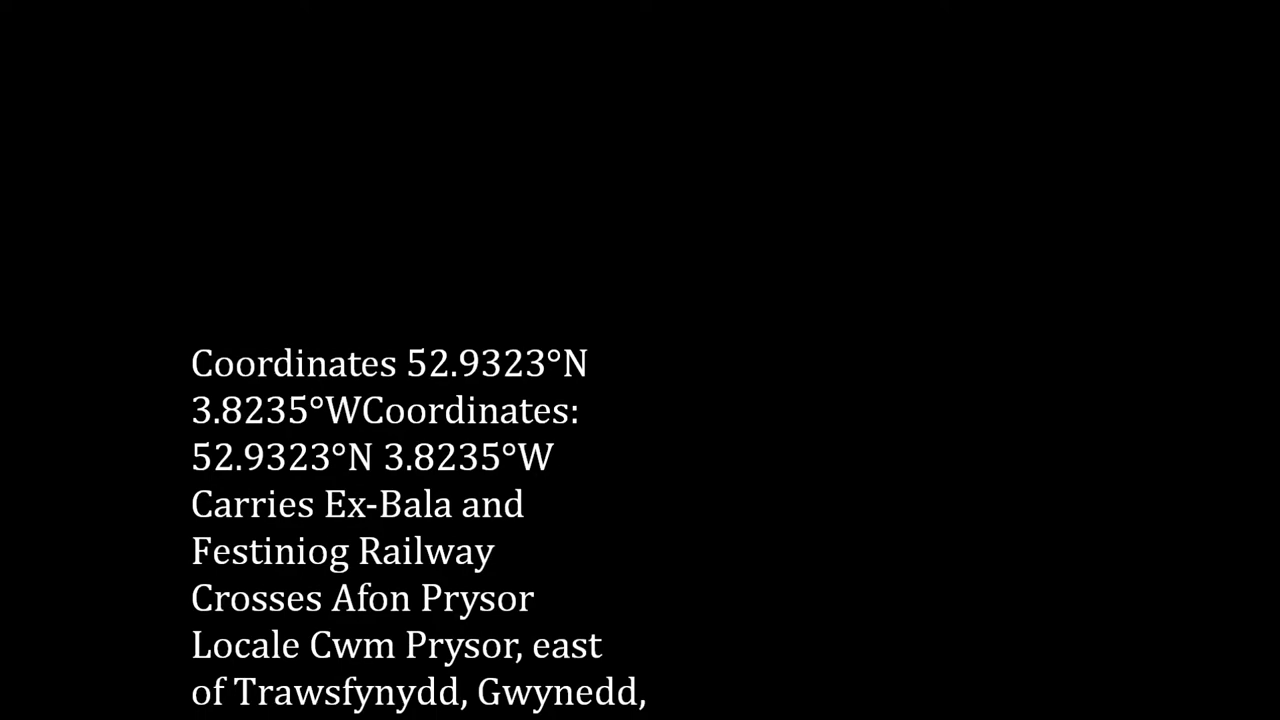 Coordinates 52.9323°N
3.8235°WCoordinates:
52.9323°N 3.8235°W
Carries Ex-Bala and
Festiniog Railway
Crosses Afon Prysor
Locale Cwm Prysor, east
of Trawsfynydd, Gwynedd,